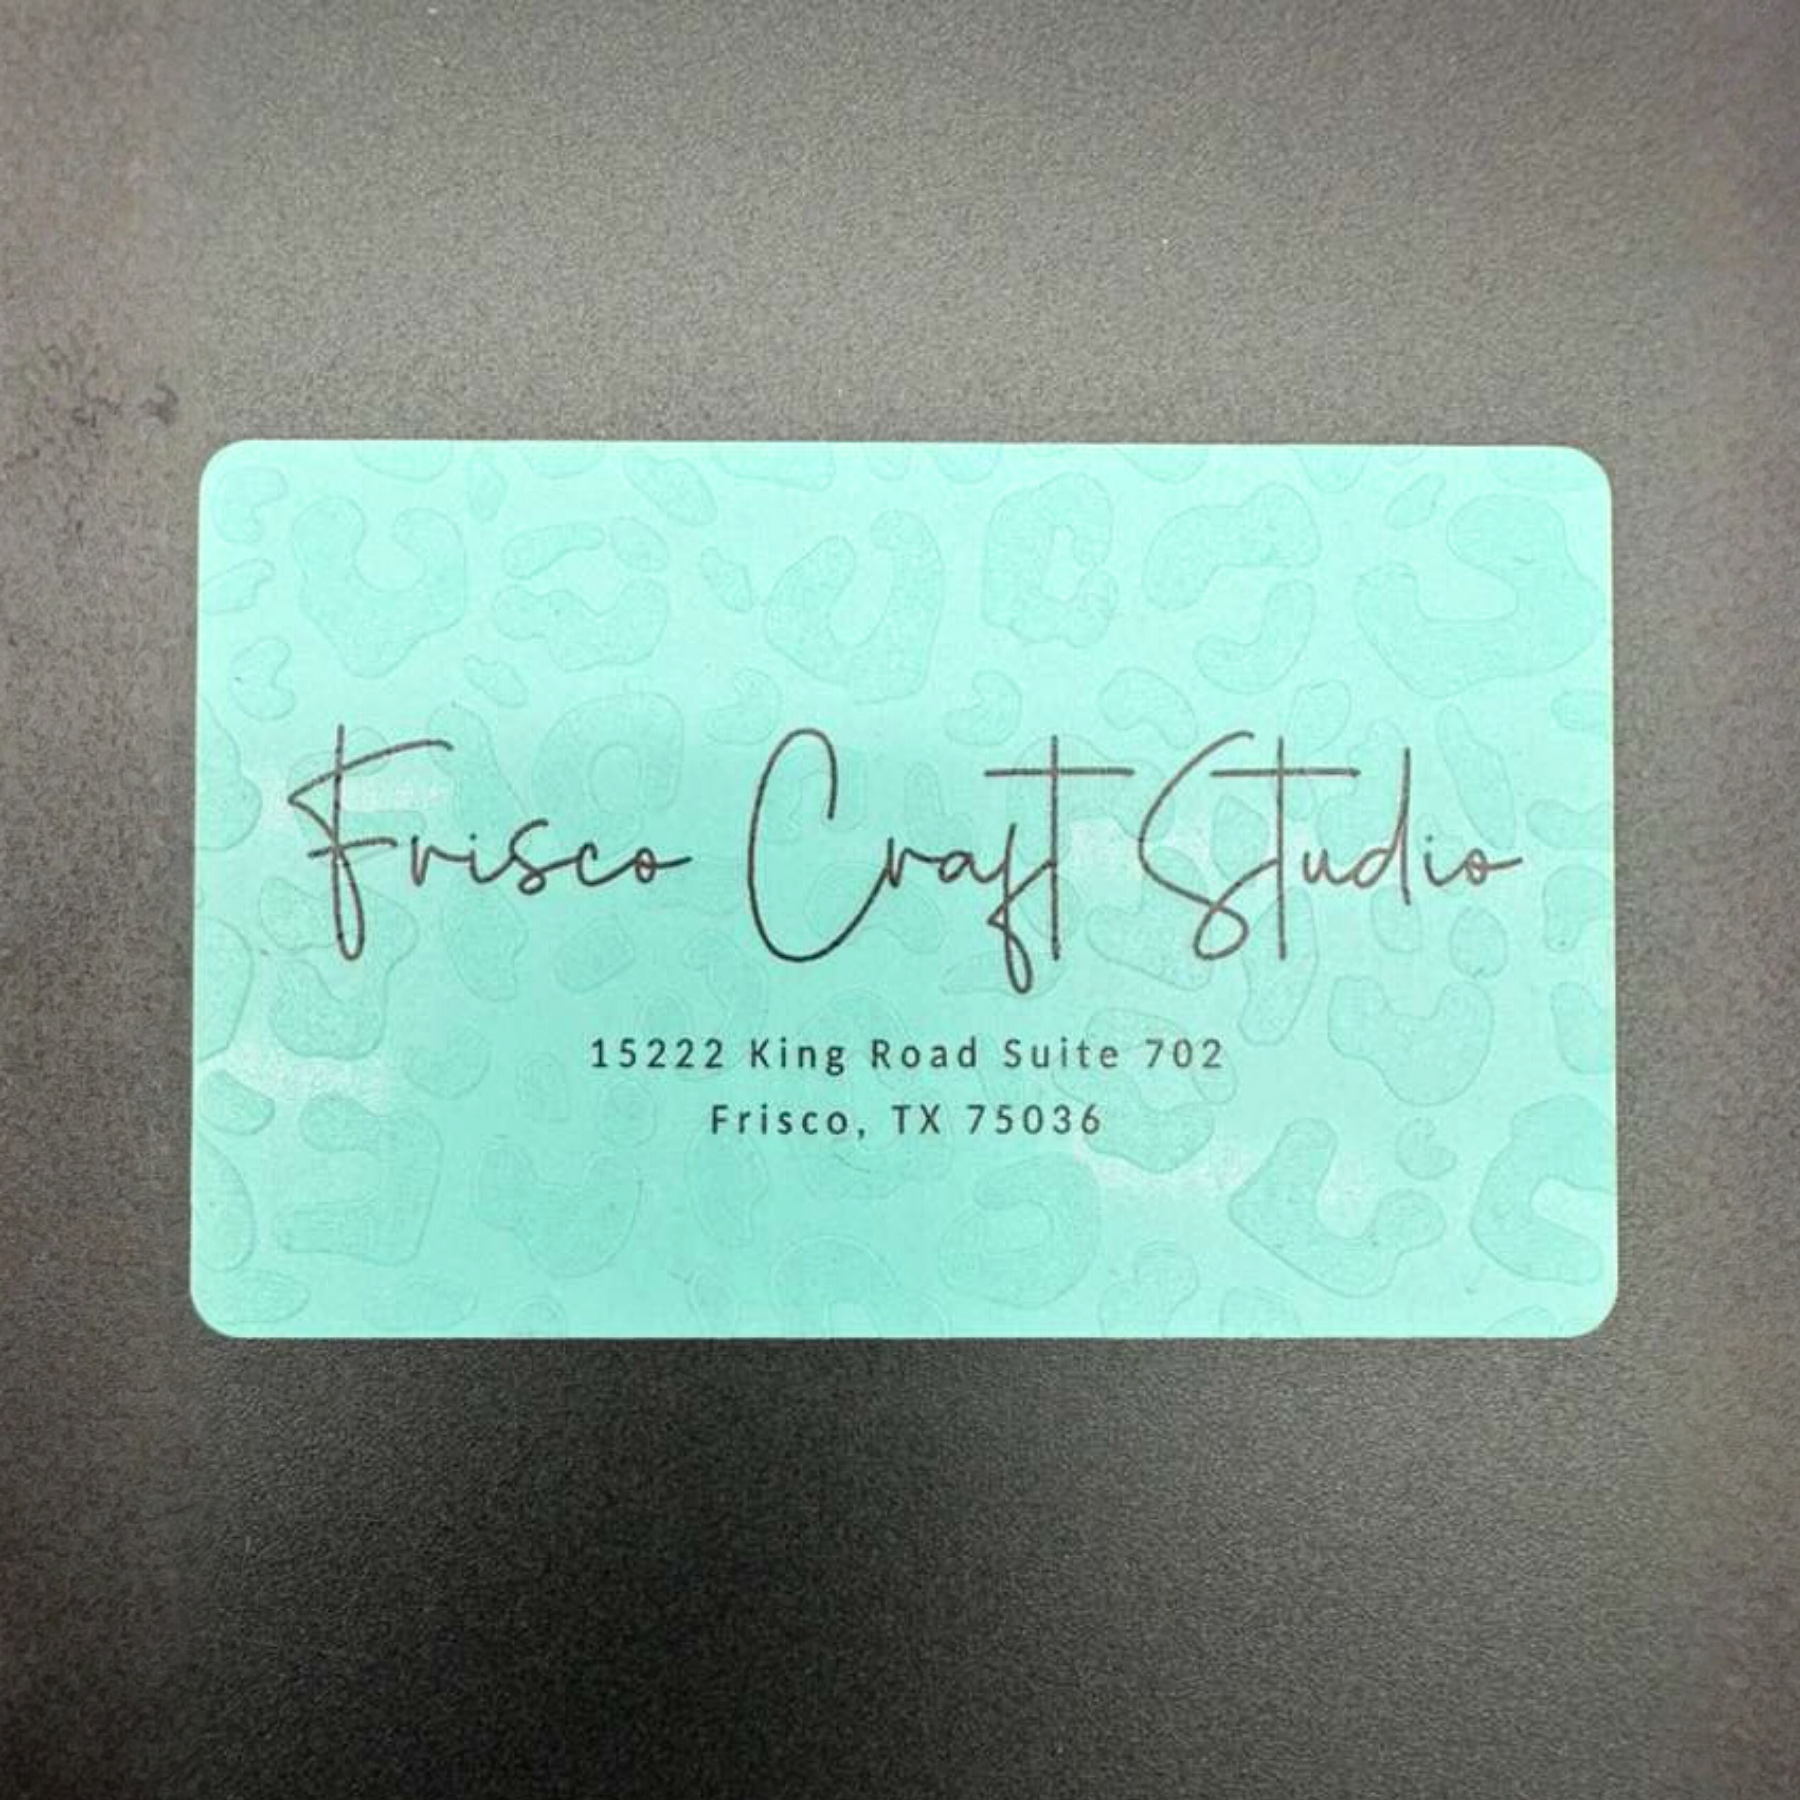 Frisco Craft Studio
15222 King Road Suite 702
Frisco, TX 75036